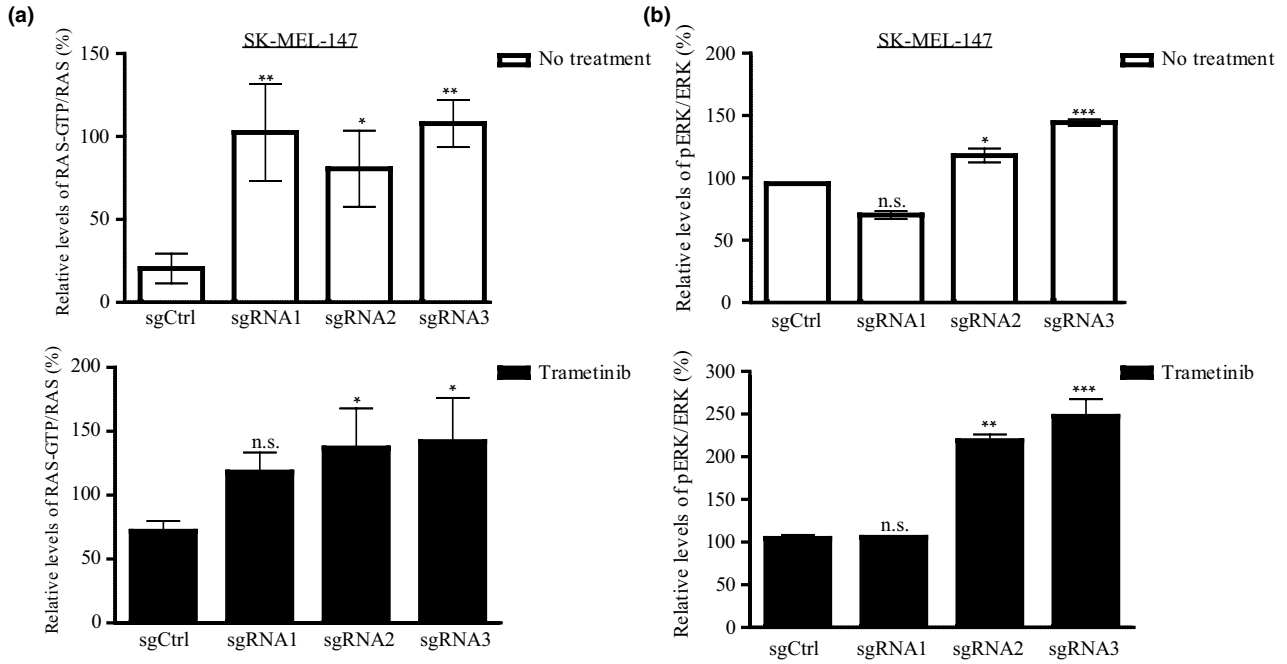 (a)
SK-MEL-147
No treatment
Relative levels of RAS-GTP/RAS (%)
150
100
50
0
**
*
**
sgCtrl
sgRNA1
sgRNA2
sgRNA3
Trametinib
Relative levels of RAS-GTP/RAS (%)
200
150
100
50
0
n.s.
*
*
sgCtrl
sgRNA1
sgRNA2
sgRNA3
(b)
SK-MEL-147
No treatment
Relative levels of pERK/ERK (%)
200
150
100
50
0
n.s.
*
***
sgCtrl
sgRNA1
sgRNA2
sgRNA3
Trametinib
Relative levels of pERK/ERK (%)
300
250
200
150
100
50
0
n.s.
**
***
sgCtrl
sgRNA1
sgRNA2
sgRNA3